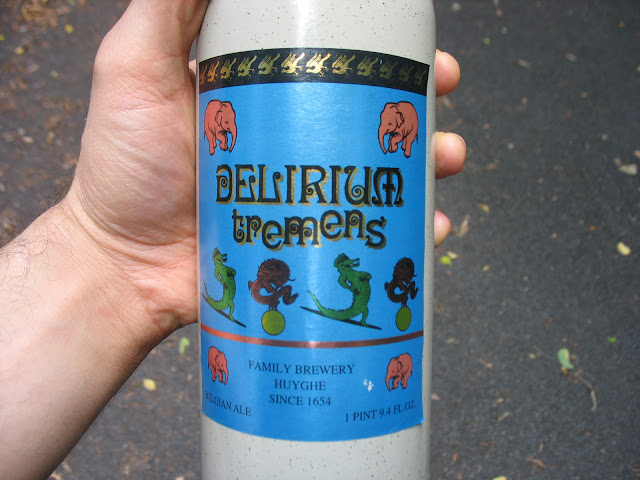 DELIRIUM
tremens
FAMILY BREWERY
HUYGHE
SINCE 1654
BELGIAN ALE
1 PINT 9.4 FL.OZ.